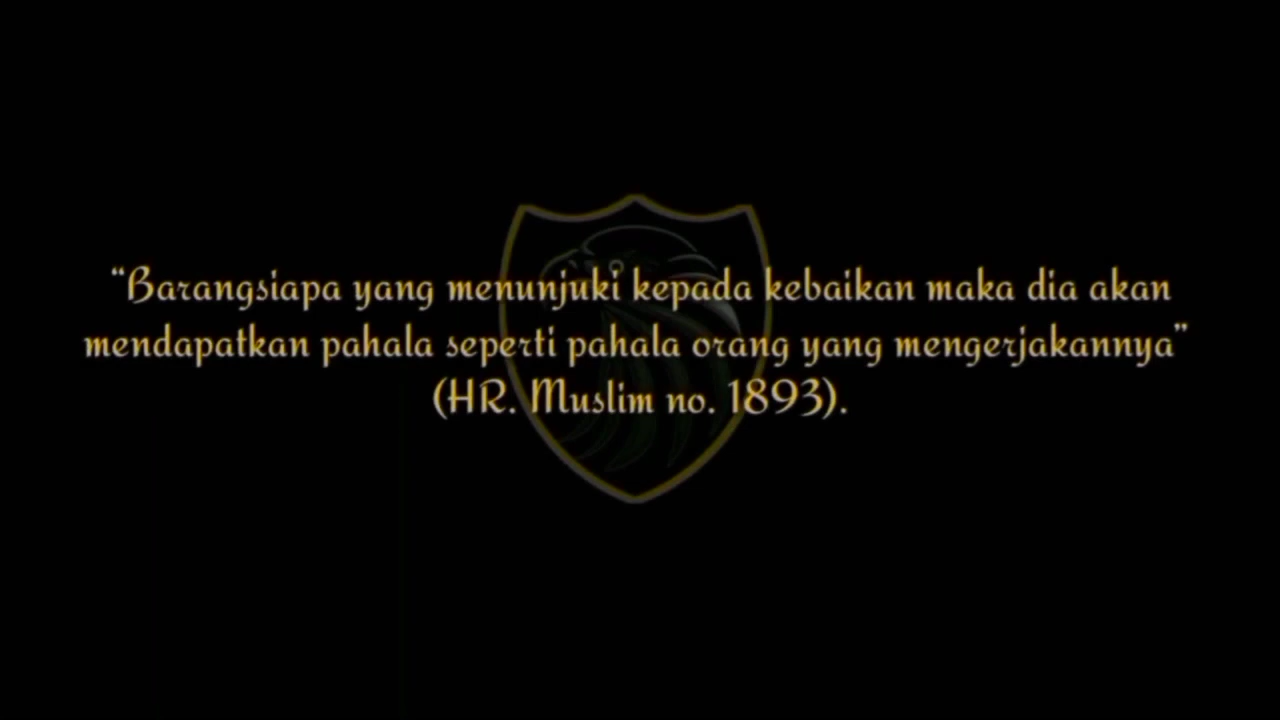 “Barangsiapa yang menunjuki kepada kebaikan maka dia akan
mendapatkan pahala seperti pahala orang yang mengerjakannya”
(HR. Muslim no. 1893).